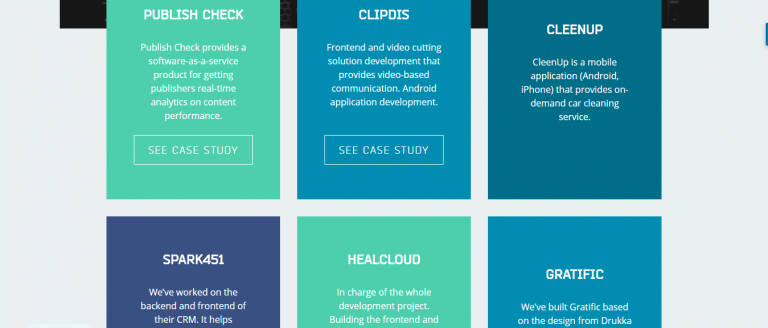 PUBLISH CHECK
Publish Check provides a
software-as-a-service
product for getting
publishers real-time
analytics on content
performance.
SEE CASE STUDY
CLIPDIS
Frontend and video cutting
solution development that
provides video-based
communication. Android
application development.
SEE CASE STUDY
CLEENUP
CleenUp is a mobile
application (Android,
iPhone) that provides on-
demand car cleaning
service.
SPARK451
We've worked on the
backend and frontend of
their CRM. It helps
HEALCLOUD
In charge of the whole
development project.
Building the frontend and
GRATIFIC
We've built Gratific based
on the design from Drukka